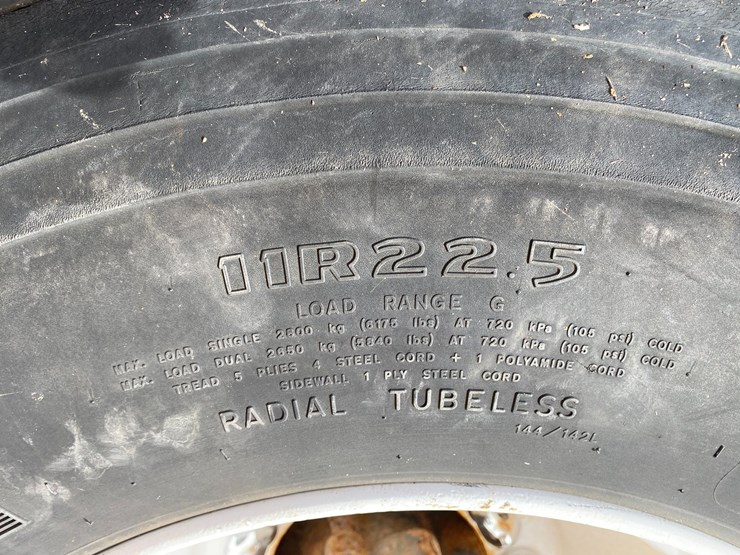 11R22.5
LOAD RANGE G
MAX. LOAD SINGLE 2800 kg (6175 lbs) AT 720 kPa (105 psi) COLD
MAX. LOAD DUAL 2650 kg (5840 lbs) AT 720 kPa (105 psi) COLD
TREAD 5 PLIES 4 STEEL CORD + 1 POLYAMIDE CORD
SIDEWALL 1 PLY STEEL CORD
RADIAL TUBELESS
144/142L